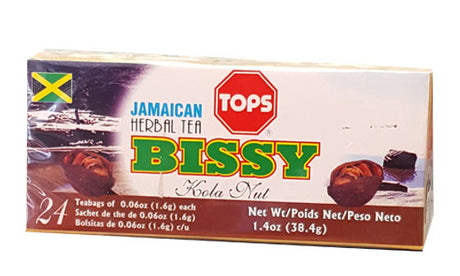 TOPS
®
JAMAICAN
HERBAL TEA
BISSY
Kola Nut
24
Teabags of 0.06oz (1.6g) each
Sachet de the de 0.06oz (1.6g)
Bolsitas de 0.06oz (1.6g) c/u
Net Wt/Poids Net/Peso Neto
1.4oz (38.4g)